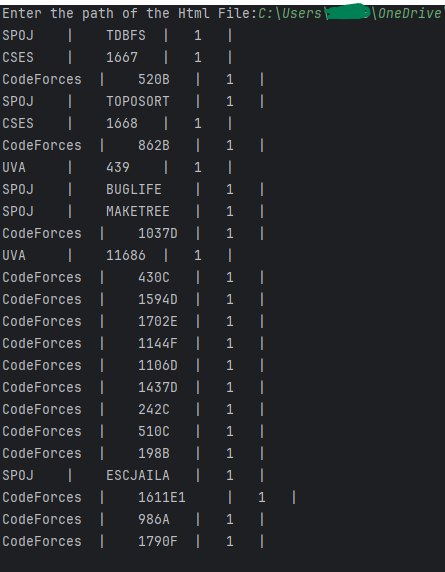 Enter the path of the Html File:C:\Users\ \OneDrive
SPOJ | TDBFS | 1 |
CSES | 1667 | 1 |
CodeForces | 520B | 1 |
SPOJ | TOPOSORT | 1 |
CSES | 1668 | 1 |
CodeForces | 862B | 1 |
UVA | 439 | 1 |
SPOJ | BUGLIFE | 1 |
SPOJ | MAKETREE | 1 |
CodeForces | 1037D | 1 |
UVA | 11686 | 1 |
CodeForces | 430C | 1 |
CodeForces | 1594D | 1 |
CodeForces | 1702E | 1 |
CodeForces | 1144F | 1 |
CodeForces | 1106D | 1 |
CodeForces | 1437D | 1 |
CodeForces | 242C | 1 |
CodeForces | 510C | 1 |
CodeForces | 198B | 1 |
SPOJ | ESCJAILA | 1 |
CodeForces | 1611E1 | 1 |
CodeForces | 986A | 1 |
CodeForces | 1790F | 1 |